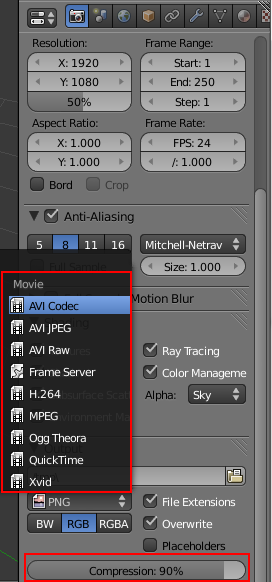 Resolution:
Frame Range:
X: 1920
Start: 1
Y: 1080
End: 250
50%
Step: 1
Aspect Ratio:
Frame Rate:
X: 1.000
FPS: 24
Y: 1.000
/: 1.000
Bord
Crop
Anti-Aliasing
5
8
11
16
Mitchell-Netrav
Full Sample
Size: 1.000
Movie
AVI Codec
Motion Blur
AVI JPEG
AVI Raw
Ray Tracing
Frame Server
Color Manageme
H.264
Alpha:
Sky
MPEG
Ogg Theora
QuickTime
Xvid
PNG
File Extensions
BW
RGB
RGBA
Overwrite
Placeholders
Compression: 90%